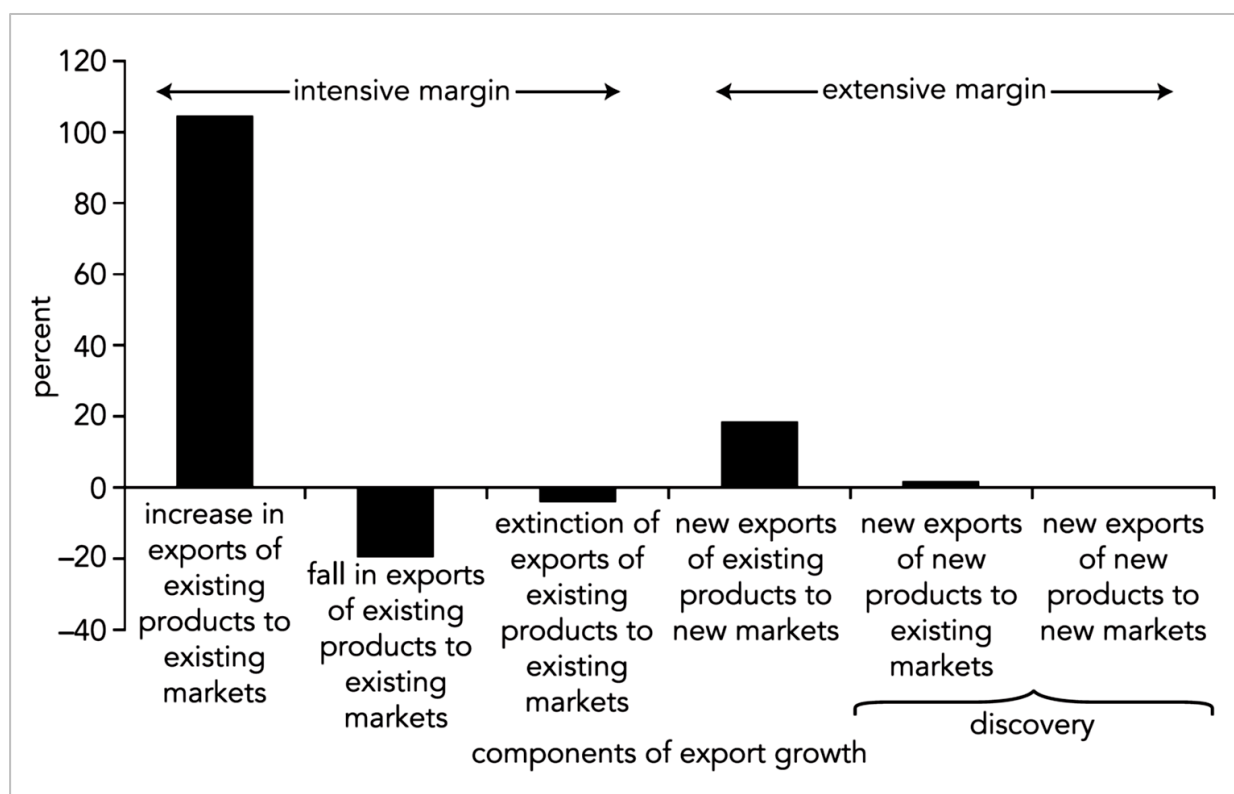 120
100
80
60
40
20
0
–20
–40
percent
intensive margin
extensive margin
increase in
exports of
existing
products to
existing
markets
fall in exports
of existing
products to
existing
markets
extinction of
exports of
existing
products to
existing
markets
new exports
of existing
products to
new markets
new exports
of new
products to
existing
markets
new exports
of new
products to
new markets
discovery
components of export growth